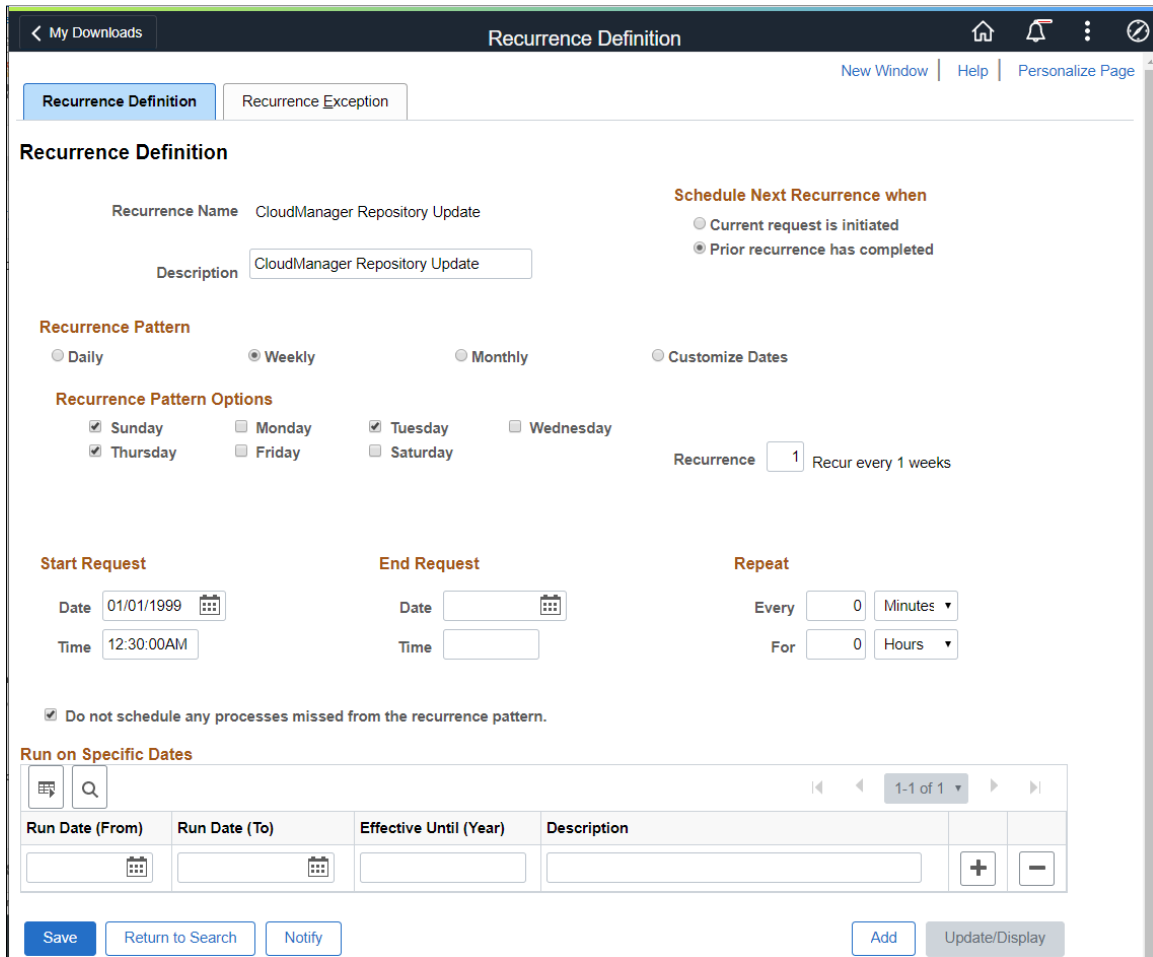 My Downloads
Recurrence Definition
New Window | Help | Personalize Page
Recurrence Definition Recurrence Exception
Recurrence Definition
Schedule Next Recurrence when
Recurrence Name CloudManager Repository Update
Current request is initiated
Prior recurrence has completed
Description CloudManager Repository Update
Recurrence Pattern
Daily Weekly Monthly Customize Dates
Recurrence Pattern Options
Sunday Monday Tuesday Wednesday
Thursday Friday Saturday
Recurrence 1 Recur every 1 weeks
Start Request End Request Repeat
Date 01/01/1999 Date Every 0 Minutes
Time 12:30:00AM Time For 0 Hours
Do not schedule any processes missed from the recurrence pattern.
Run on Specific Dates
1-1 of 1
Run Date (From) Run Date (To) Effective Until (Year) Description
Save Return to Search Notify Add Update/Display